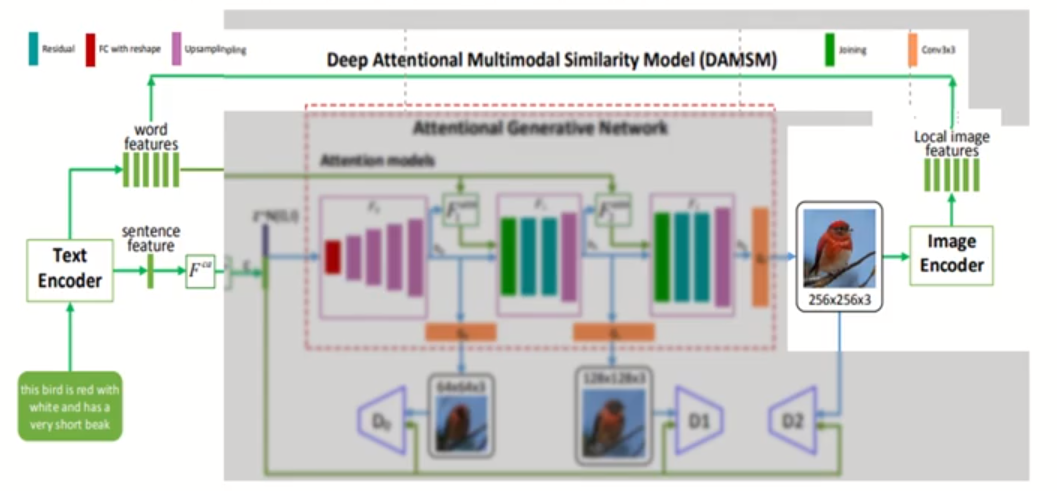 Residual
FC with reshape
Upsampling
Joining
Conv3x3
Deep Attentional Multimodal Similarity Model (DAMSM)
word
features
Attentional Generative Network
Local image
features
Attention models
sentence
feature
Text
Encoder
F^ca
Image
Encoder
256x256x3
64x64x3
128x128x3
this bird is red with
white and has a
very short beak
D₀
D1
D2